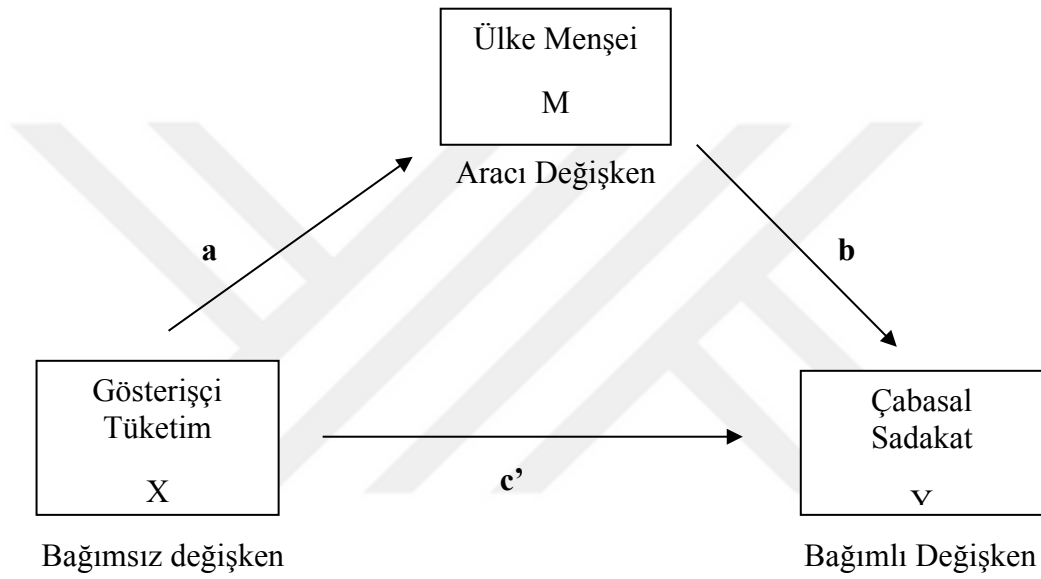 Ülke Menşei
M
Aracı Değişken
a
b
Gösterişçi
Tüketim
X
Bağımsız değişken
c’
Çabasal
Sadakat
Y
Bağımlı Değişken